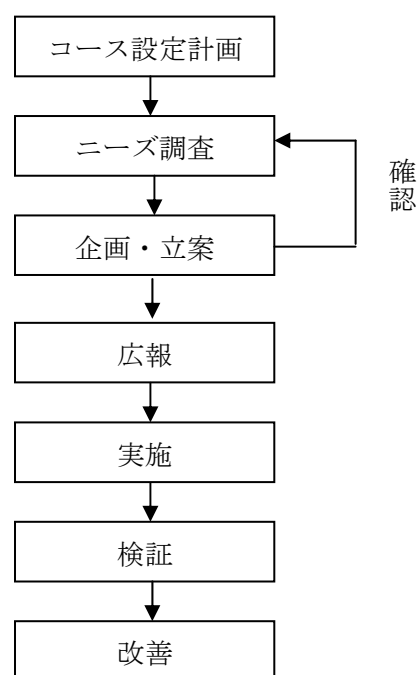 コース設定計画
ニーズ調査
確認
企画・立案
広報
実施
検証
改善